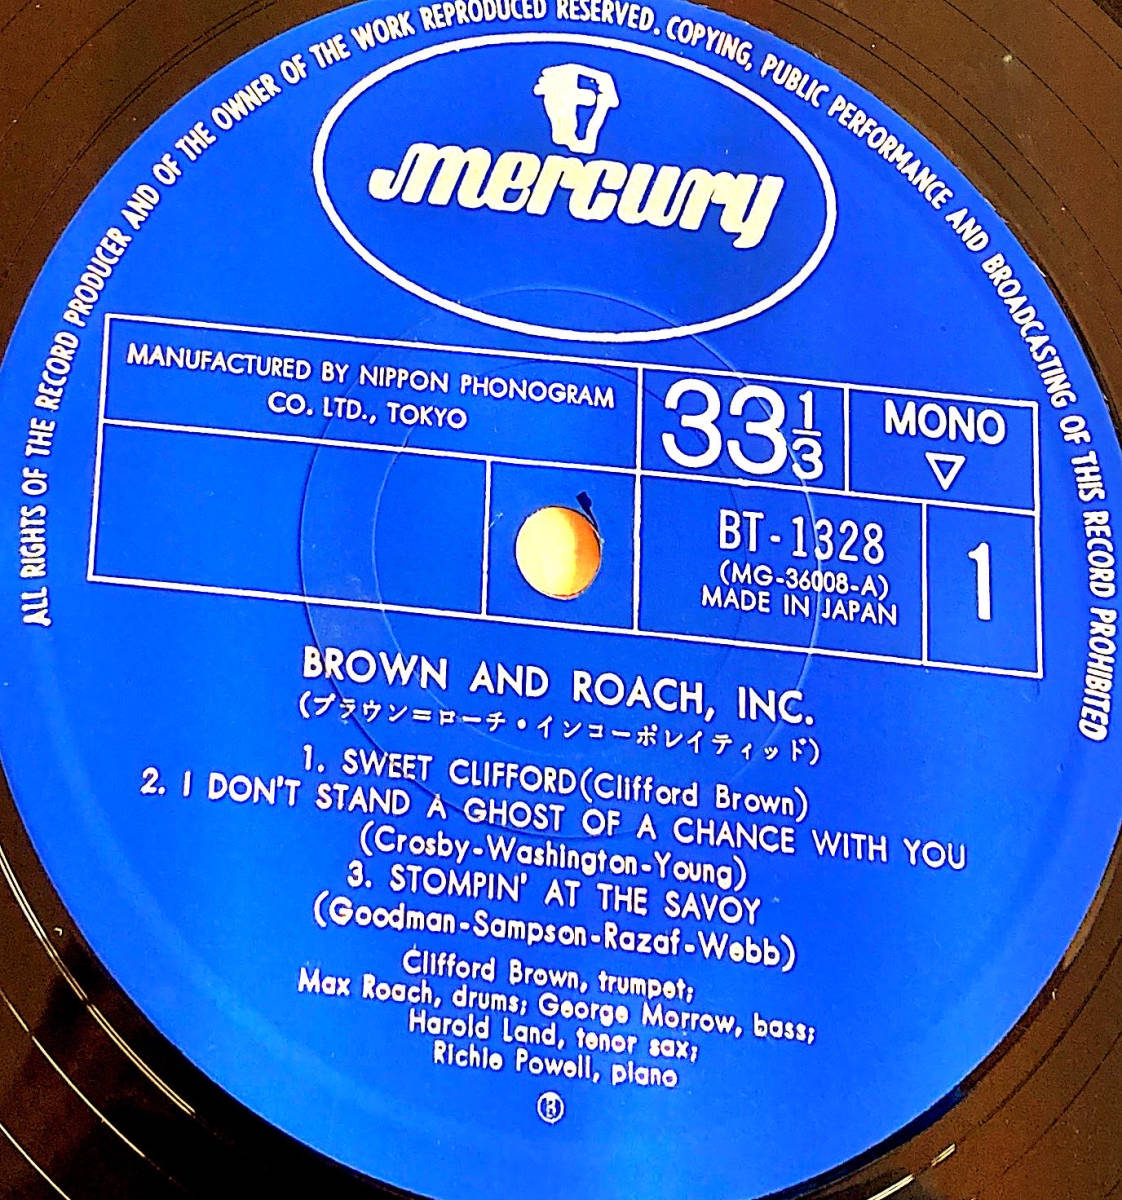 ALL RIGHTS OF THE RECORD PRODUCER AND OF THE OWNER OF THE WORK REPRODUCED RESERVED. COPYING, PUBLIC PERFORMANCE AND BROADCASTING OF THIS RECORD PROHIBITED
mercury
MANUFACTURED BY NIPPON PHONOGRAM
CO. LTD., TOKYO
33 1/3
MONO
▽
BT-1328
(MG-36008-A)
MADE IN JAPAN
1
BROWN AND ROACH, INC.
(ブラウン=ローチ・インコーポレイティッド)
1. SWEET CLIFFORD(Clifford Brown)
2. I DON'T STAND A GHOST OF A CHANCE WITH YOU
(Crosby-Washington-Young)
3. STOMPIN' AT THE SAVOY
(Goodman-Sampson-Razaf-Webb)
Clifford Brown, trumpet;
Max Roach, drums; George Morrow, bass;
Harold Land, tenor sax;
Richie Powell, piano